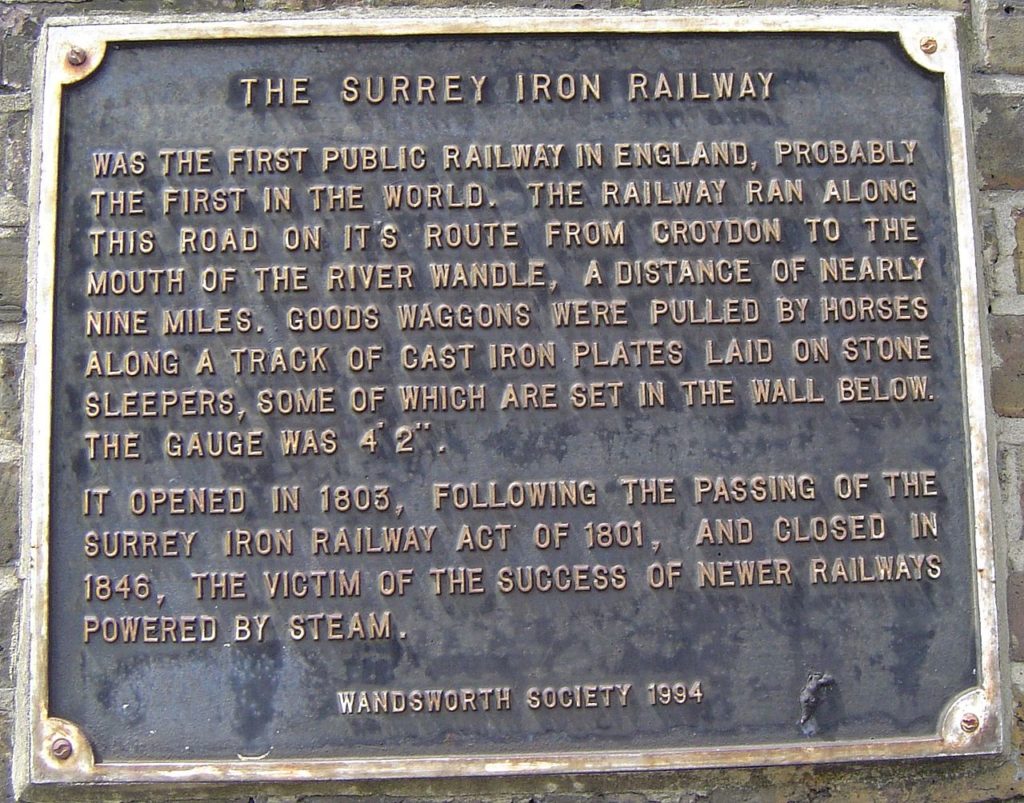 THE SURREY IRON RAILWAY
WAS THE FIRST PUBLIC RAILWAY IN ENGLAND, PROBABLY
THE FIRST IN THE WORLD. THE RAILWAY RAN ALONG
THIS ROAD ON IT'S ROUTE FROM CROYDON TO THE
MOUTH OF THE RIVER WANDLE, A DISTANCE OF NEARLY
NINE MILES. GOODS WAGGONS WERE PULLED BY HORSES
ALONG A TRACK OF CAST IRON PLATES LAID ON STONE
SLEEPERS, SOME OF WHICH ARE SET IN THE WALL BELOW.
THE GAUGE WAS 4' 2".
IT OPENED IN 1803, FOLLOWING THE PASSING OF THE
SURREY IRON RAILWAY ACT OF 1801, AND CLOSED IN
1846, THE VICTIM OF THE SUCCESS OF NEWER RAILWAYS
POWERED BY STEAM.
WANDSWORTH SOCIETY 1994